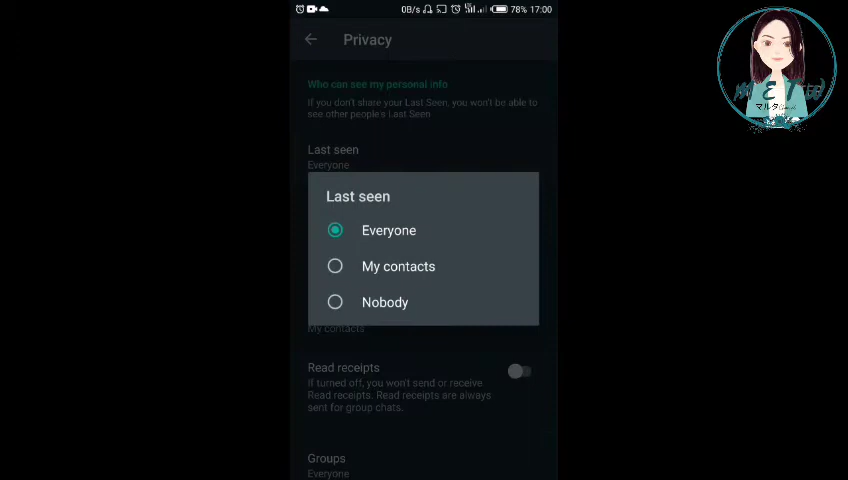 0B/s 78% 17:00
Privacy
Who can see my personal info
If you don't share your Last Seen, you won't be able to
see other people's Last Seen
Last seen
Everyone
Last seen
Everyone
My contacts
Nobody
My contacts
Read receipts
If turned off, you won't send or receive
Read receipts. Read receipts are always
sent for group chats.
Groups
Everyone
マルタ